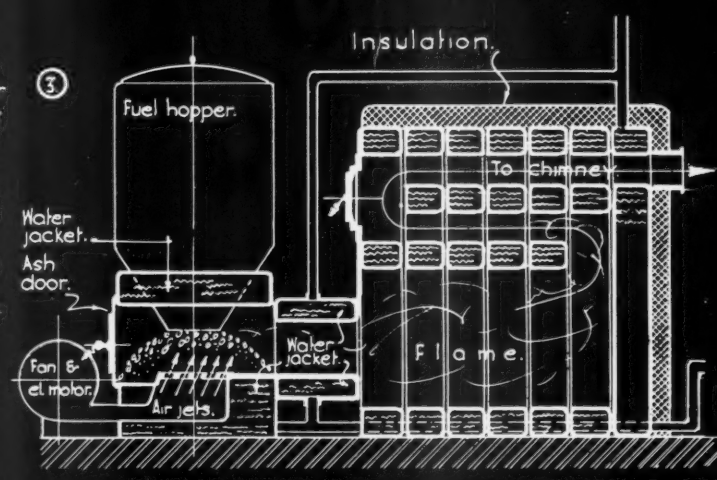 3.
Insulation.
Fuel hopper.
To chimney.
Water
jacket.
Ash
door.
Water
jacket.
Flame.
Fan &
el motor.
Air jets.